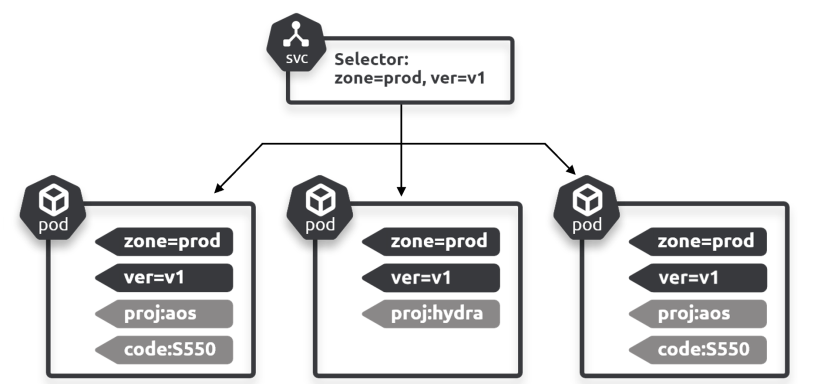 svc
Selector:
zone=prod, ver=v1
pod
zone=prod
ver=v1
proj:aos
code:S550
pod
zone=prod
ver=v1
proj:hydra
pod
zone=prod
ver=v1
proj:aos
code:S550